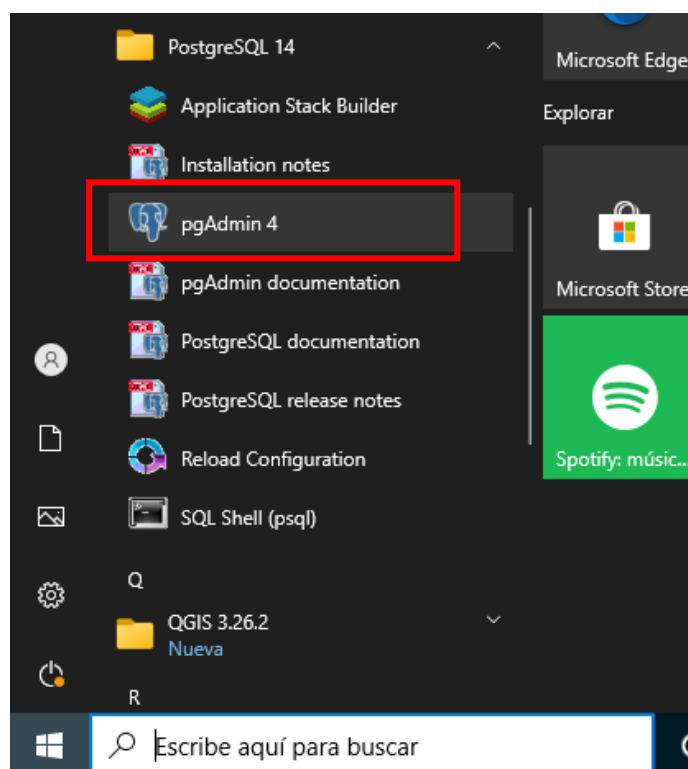 PostgreSQL 14
Application Stack Builder
Installation notes
pgAdmin 4
pgAdmin documentation
PostgreSQL documentation
PostgreSQL release notes
Reload Configuration
SQL Shell (psql)
Q
QGIS 3.26.2
Nueva
R
Microsoft Edge
Explorar
Microsoft Store
Spotify: músic...
Escribe aquí para buscar